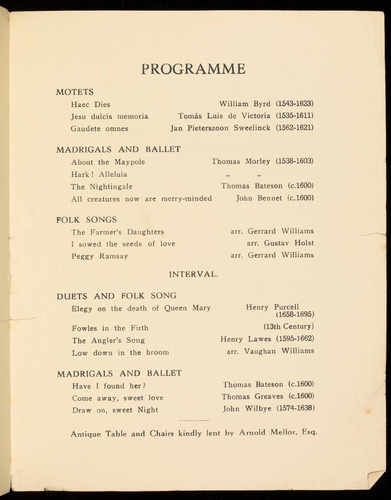 PROGRAMME
MOTETS
Haec Dies William Byrd (1543-1623)
Jesu dulcis memoria Tomás Luis de Victoria (1535-1611)
Gaudete omnes Jan Pieterszoon Sweelinck (1562-1621)
MADRIGALS AND BALLET
About the Maypole Thomas Morley (1538-1603)
Hark! Alleluia " "
The Nightingale Thomas Bateson (c.1600)
All creatures now are merry-minded John Bennet (c.1600)
FOLK SONGS
The Farmer's Daughters arr. Gerrard Williams
I sowed the seeds of love arr. Gustav Holst
Peggy Ramsay arr. Gerrard Williams
INTERVAL.
DUETS AND FOLK SONG
Elegy on the death of Queen Mary Henry Purcell
(1658-1695)
Fowles in the Firth (13th Century)
The Angler's Song Henry Lawes (1595-1662)
Low down in the broom arr. Vaughan Williams
MADRIGALS AND BALLET
Have I found her? Thomas Bateson (c.1600)
Come away, sweet love Thomas Greaves (c.1600)
Draw on, sweet Night John Wilbye (1574-1638)
Antique Table and Chairs kindly lent by Arnold Mellor, Esq.